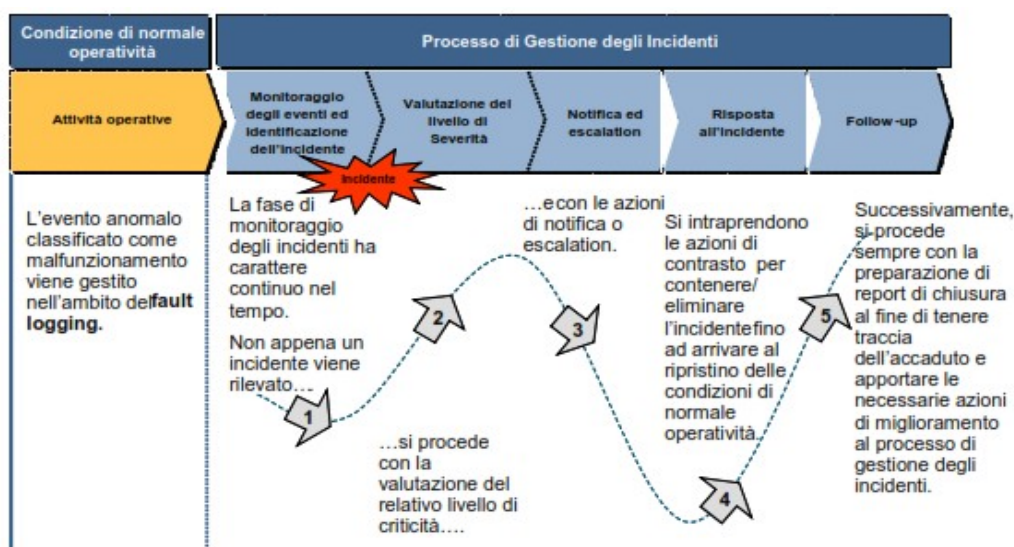 Condizione di normale
operatività
Processo di Gestione degli Incidenti
Attività operative
Monitoraggio
degli eventi ed
identificazione
dell'incidente
Valutazione del
livello di
Severità
Notifica ed
escalation
Risposta
all'incidente
Follow-up
Incidente
L'evento anomalo
classificato come
malfunzionamento
viene gestito
nell'ambito del fault
logging.
La fase di
monitoraggio
degli incidenti ha
carattere
continuo nel
tempo.
Non appena un
incidente viene
rilevato…
1
…si procede
con la
valutazione del
relativo livello di
criticità….
2
…e con le azioni
di notifica o
escalation.
3
Si intraprendono
le azioni di
contrasto per
contenere/
eliminare
l'incidente fino
ad arrivare al
ripristino delle
condizioni di
normale
operatività.
4
5
Successivamente,
si procede
sempre con la
preparazione di
report di chiusura
al fine di tenere
traccia
dell'accaduto e
apportare le
necessarie azioni
di miglioramento
al processo di
gestione degli
incidenti.